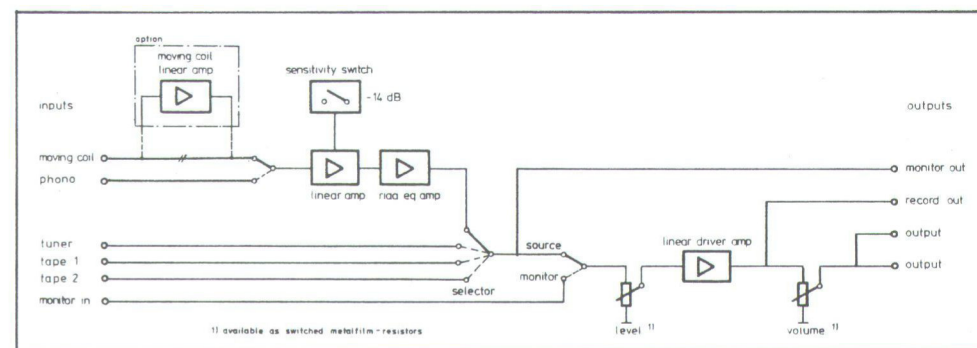 option
moving coil
linear amp
sensitivity switch
-14 dB
inputs
outputs
moving coil
phono
linear amp
riaa eq amp
monitor out
record out
tuner
tape 1
tape 2
monitor in
selector
source
monitor
linear driver amp
output
output
level 1)
volume 1)
1) available as switched metalfilm-resistors